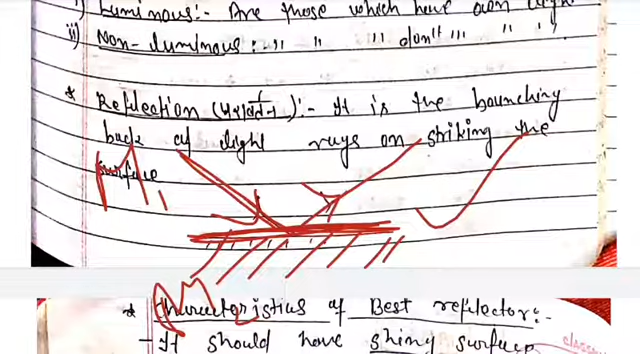 i) Luminous:- Are those which have own light
ii) Non-luminous:- " " " don't " " "
* Reflection (परावर्तन):- It is the bounching
back of light rays on striking the
surface
* Characteristics of Best reflector:-
- It should have shiny surface